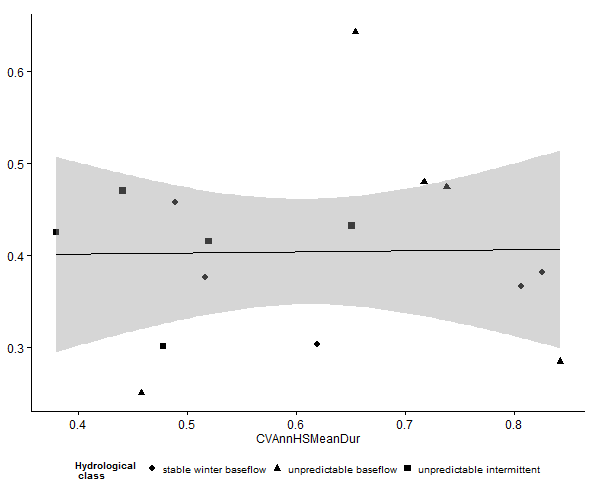 0.6
0.5
0.4
0.3
0.4 0.5 0.6 0.7 0.8
CVAnnHSMeanDur
Hydrological
class
stable winter baseflow unpredictable baseflow unpredictable intermittent